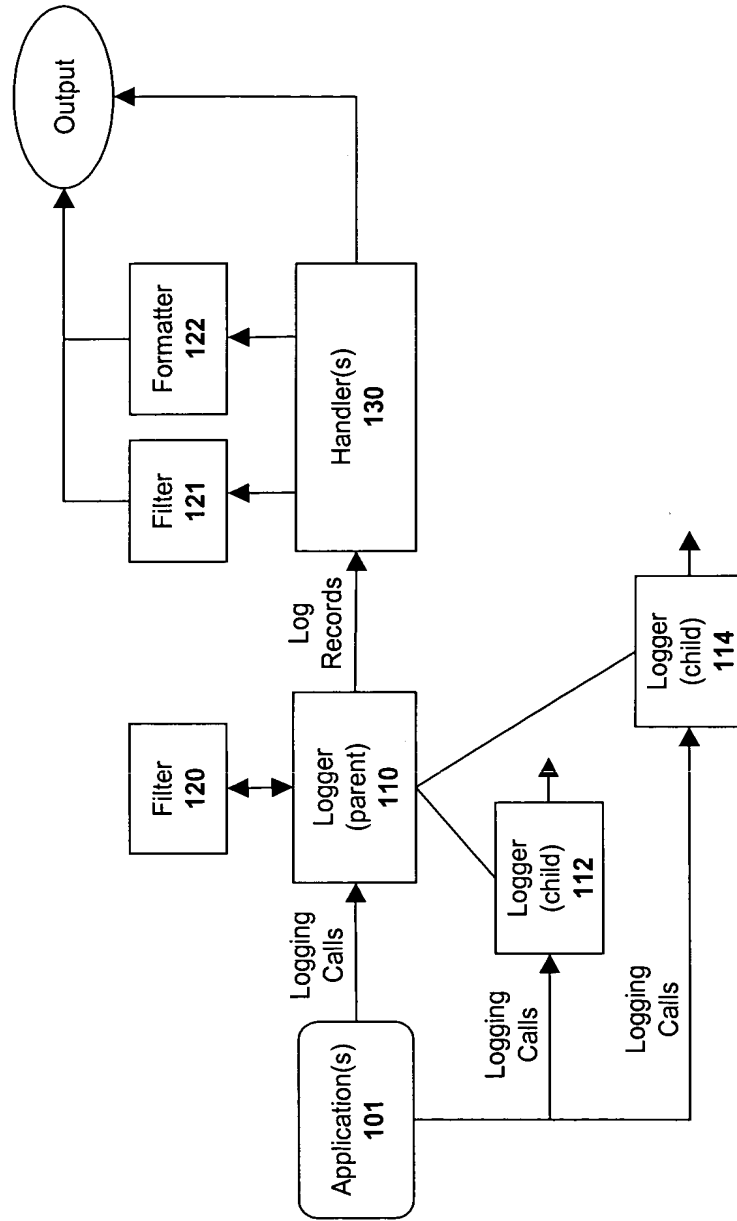 Output
Filter
120
Filter
121
Formatter
122
Application(s)
101
Logging
Calls
Logger
(parent)
110
Log
Records
Handler(s)
130
Logging
Calls
Logger
(child)
112
Logging
Calls
Logger
(child)
114